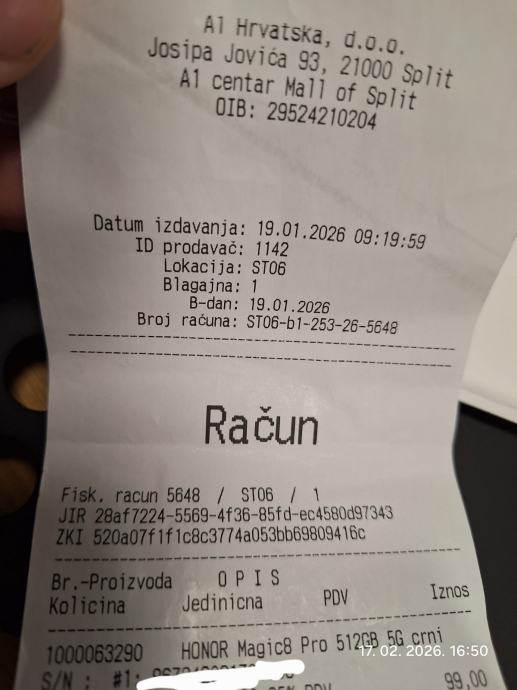 A1 Hrvatska, d.o.o.
Josipa Jovića 93, 21000 Split
A1 centar Mall of Split
OIB: 29524210204
Datum izdavanja: 19.01.2026 09:19:59
ID prodavač: 1142
Lokacija: ST06
Blagajna: 1
B-dan: 19.01.2026
Broj računa: ST06-b1-253-26-5648
Račun
Fisk. racun 5648 / ST06 / 1
JIR 28af7224-5569-4f36-85fd-ec4580d97343
ZKI 520a07f1f1c8c3774a053bb69809416c
Br.-Proizvoda O P I S
Kolicina Jedinicna PDV Iznos
1000063290 HONOR Magic8 Pro 512GB 5G crni
17. 02. 2026. 16:50
S/N : #1:
99,00